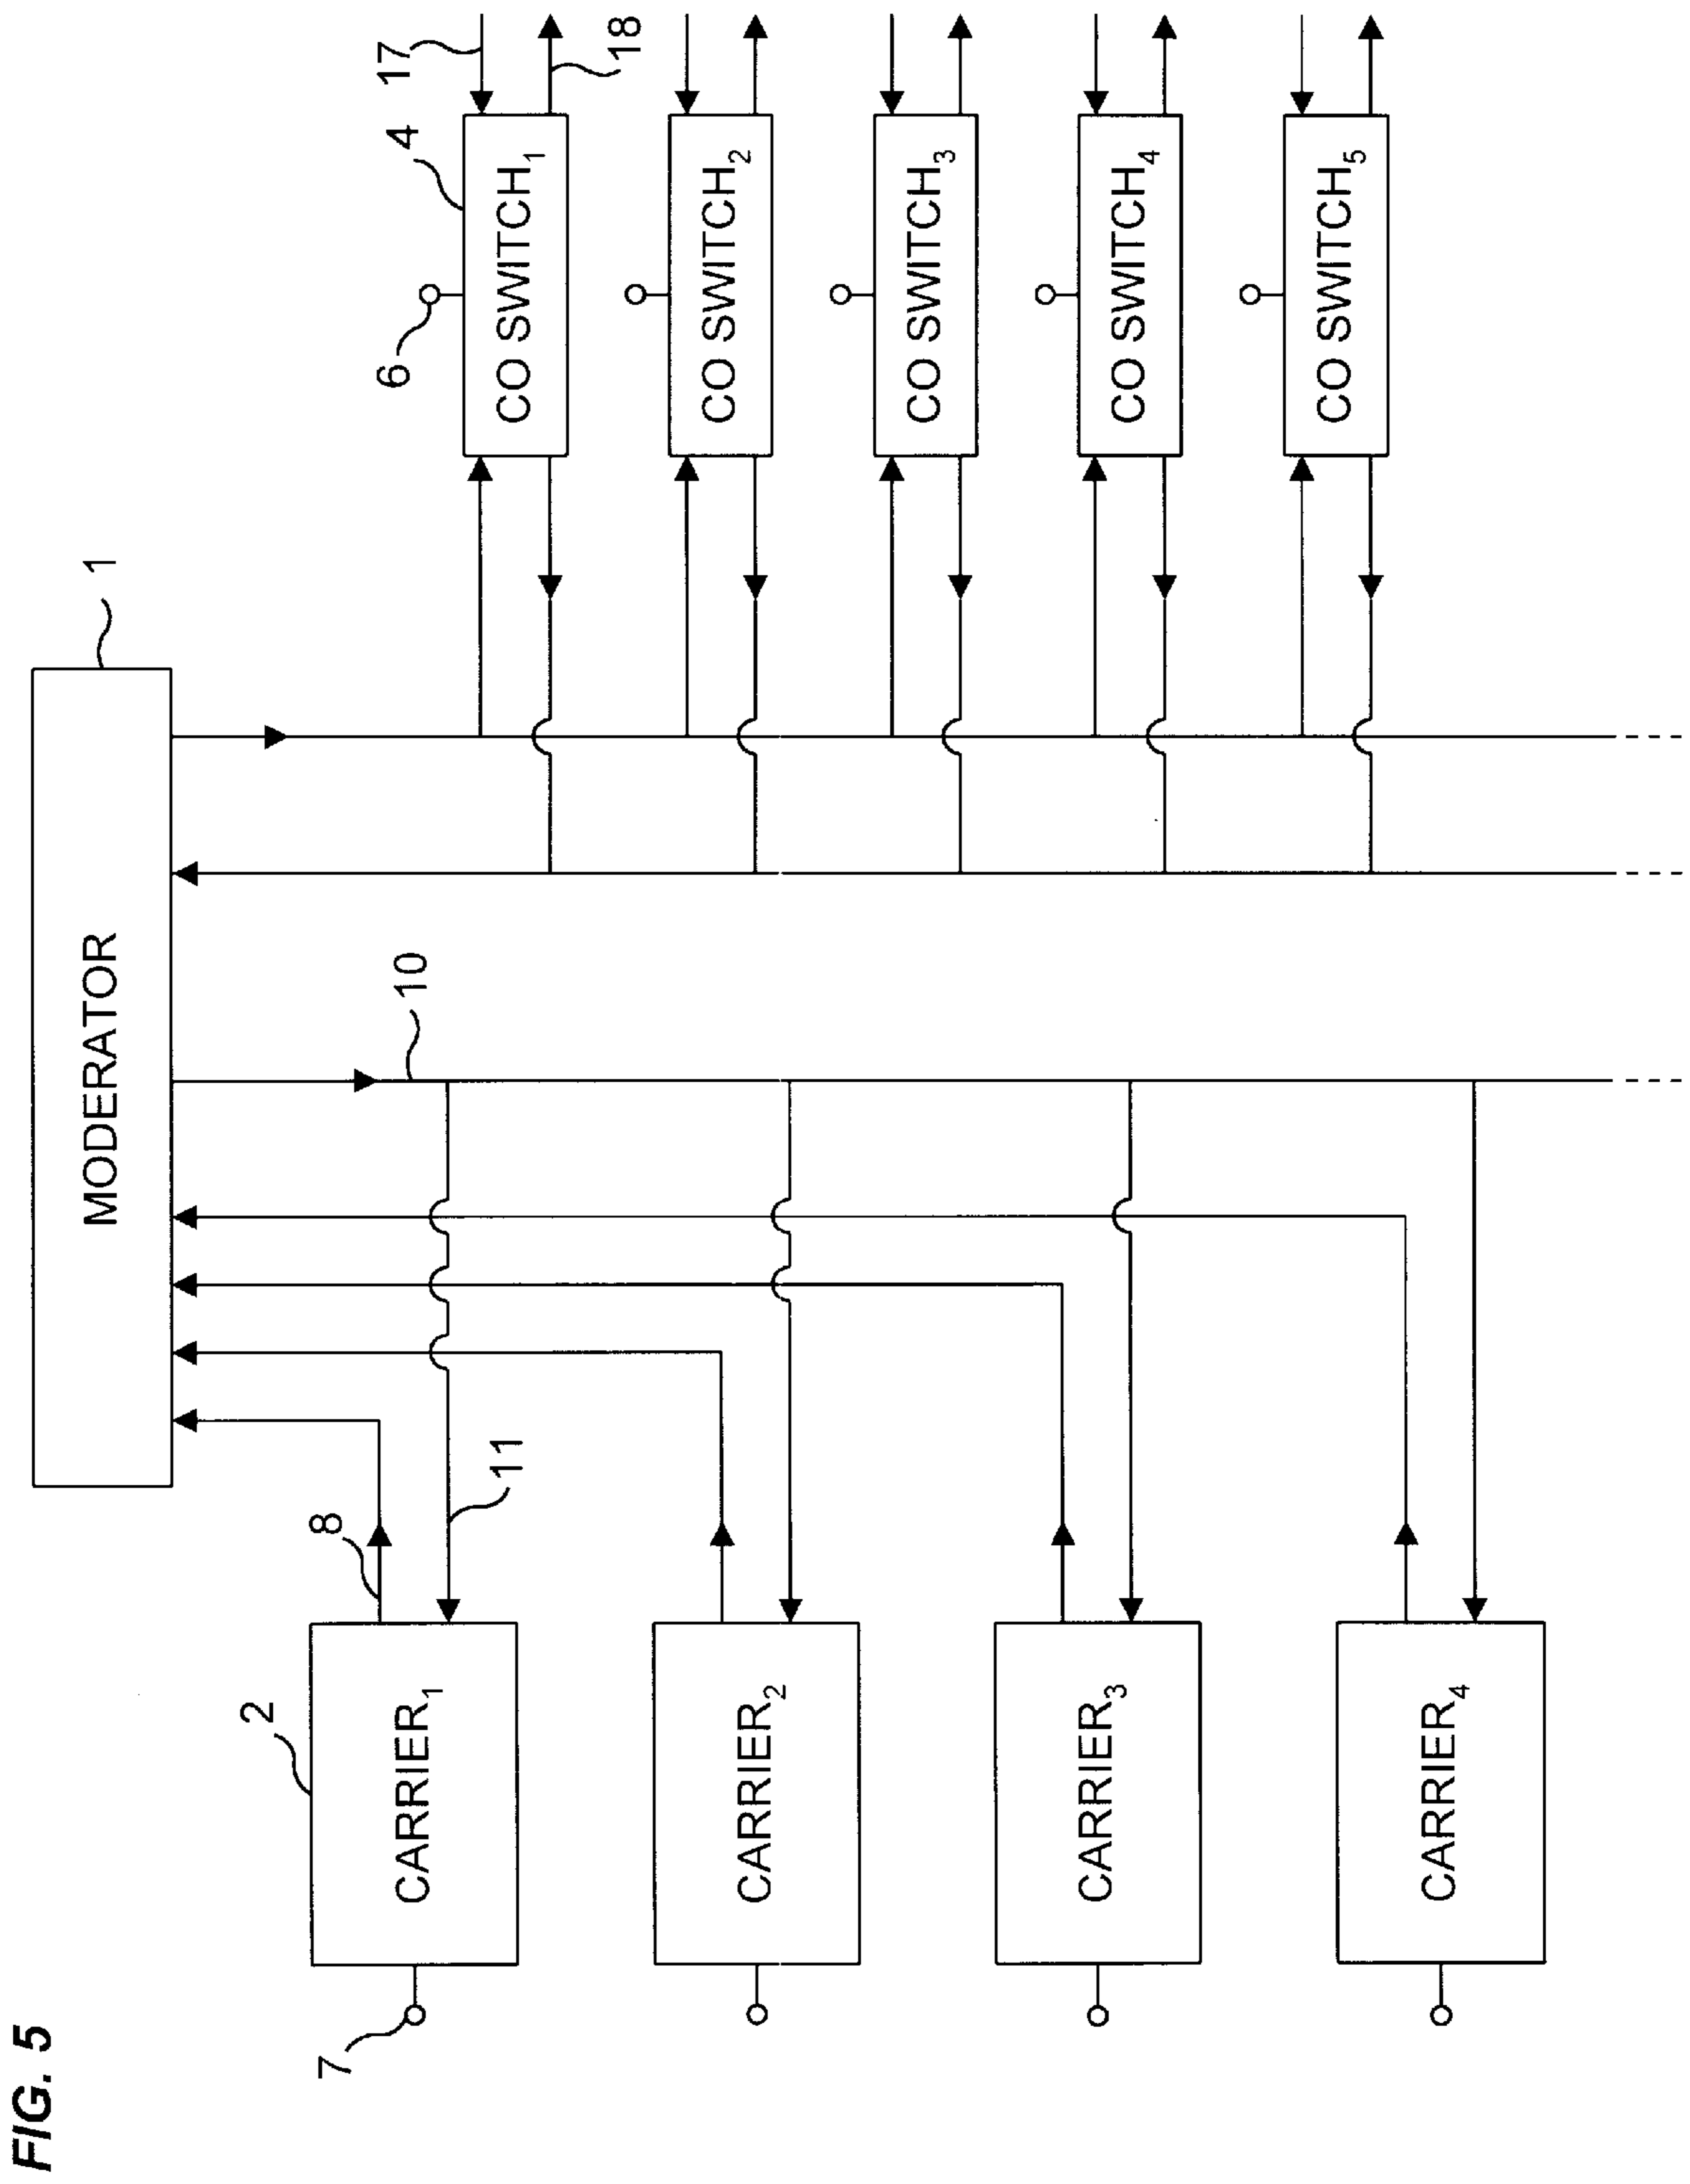 FIG. 5
MODERATOR
1
2
CARRIER1
7
8
11
10
CARRIER2
CARRIER3
CARRIER4
6
4
17
18
CO SWITCH1
CO SWITCH2
CO SWITCH3
CO SWITCH4
CO SWITCH5